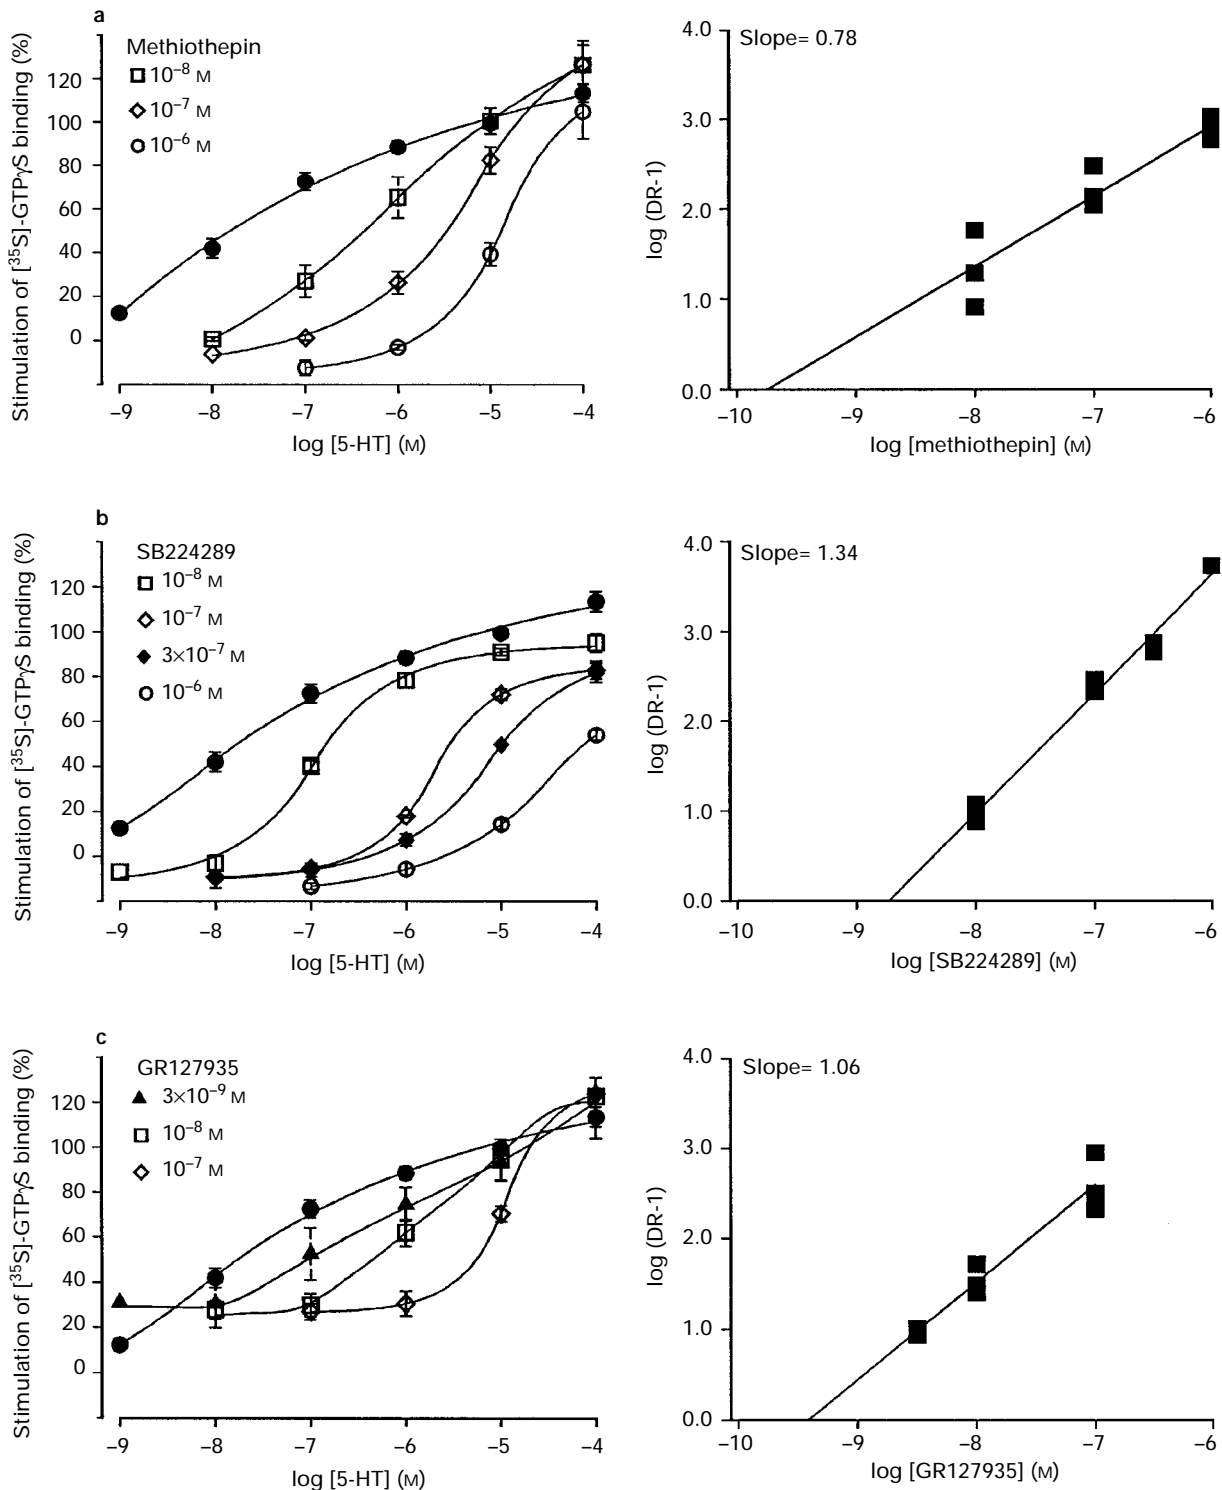 a
Stimulation of [³⁵S]-GTPγS binding (%)
Methiothepin
10⁻⁸ M
10⁻⁷ M
10⁻⁶ M
120
100
80
60
40
20
0
−9 −8 −7 −6 −5 −4
log [5-HT] (M)
Slope= 0.78
log (DR-1)
4.0
3.0
2.0
1.0
0.0
−10 −9 −8 −7 −6
log [methiothepin] (M)
b
Stimulation of [³⁵S]-GTPγS binding (%)
SB224289
10⁻⁸ M
10⁻⁷ M
3×10⁻⁷ M
10⁻⁶ M
120
100
80
60
40
20
0
−9 −8 −7 −6 −5 −4
log [5-HT] (M)
Slope= 1.34
log (DR-1)
4.0
3.0
2.0
1.0
0.0
−10 −9 −8 −7 −6
log [SB224289] (M)
c
Stimulation of [³⁵S]-GTPγS binding (%)
GR127935
3×10⁻⁹ M
10⁻⁸ M
10⁻⁷ M
120
100
80
60
40
20
0
−9 −8 −7 −6 −5 −4
log [5-HT] (M)
Slope= 1.06
log (DR-1)
4.0
3.0
2.0
1.0
0.0
−10 −9 −8 −7 −6
log [GR127935] (M)